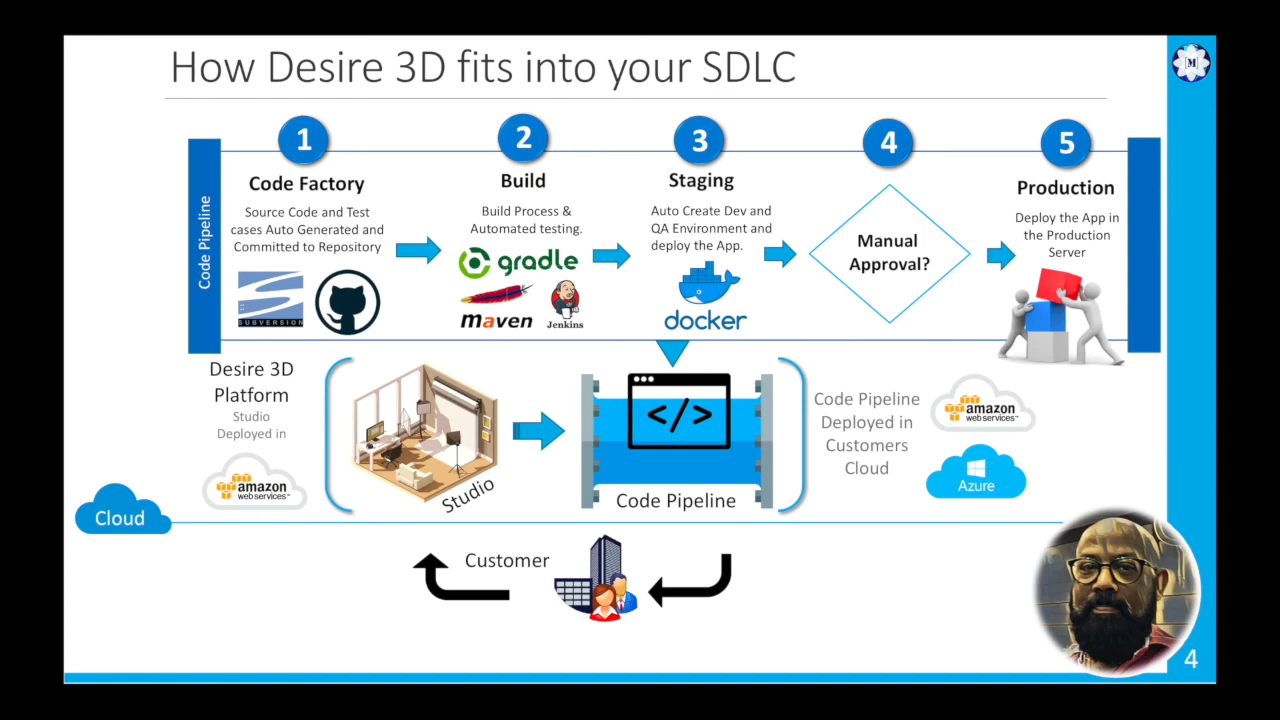 How Desire 3D fits into your SDLC
M
Code Pipeline
1
Code Factory
Source Code and Test
cases Auto Generated and
Committed to Repository
SUBVERSION
2
Build
Build Process &
Automated testing.
gradle
maven
Jenkins
3
Staging
Auto Create Dev and
QA Environment and
deploy the App.
docker
4
Manual
Approval?
5
Production
Deploy the App in
the Production
Server
Desire 3D
Platform
Studio
Deployed in
amazon
web services™
Studio
</>
Code Pipeline
Code Pipeline
Deployed in
Customers
Cloud
amazon
web services™
Azure
Cloud
Customer
4